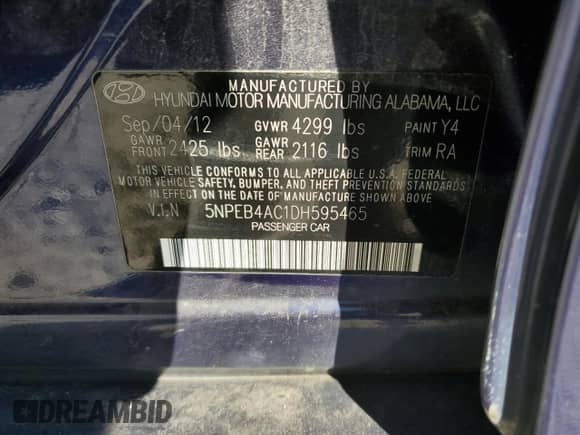 MANUFACTURED BY
HYUNDAI MOTOR MANUFACTURING ALABAMA, LLC
Sep/04/12 GVWR 4299 lbs PAINT Y4
GAWR FRONT 2425 lbs GAWR REAR 2116 lbs TRIM RA
THIS VEHICLE CONFORMS TO ALL APPLICABLE U.S.A. FEDERAL
MOTOR VEHICLE SAFETY, BUMPER, AND THEFT PREVENTION STANDARDS
IN EFFECT ON THE DATE OF MANUFACTURE SHOWN ABOVE
V.I.N 5NPEB4AC1DH595465
PASSENGER CAR
DREAMBID